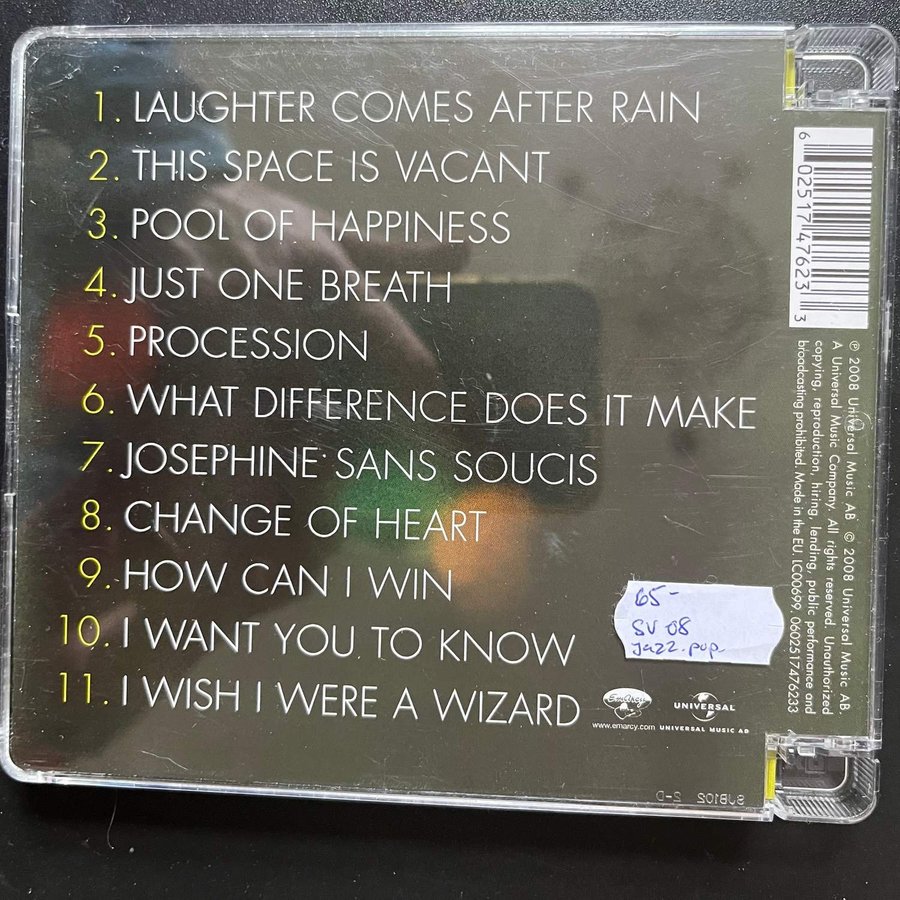 1. LAUGHTER COMES AFTER RAIN
2. THIS SPACE IS VACANT
3. POOL OF HAPPINESS
4. JUST ONE BREATH
5. PROCESSION
6. WHAT DIFFERENCE DOES IT MAKE
7. JOSEPHINE SANS SOUCIS
8. CHANGE OF HEART
9. HOW CAN I WIN
10. I WANT YOU TO KNOW
11. I WISH I WERE A WIZARD
65-
SV 08
Jazz.pop
EmArcy
www.emarcy.com
UNIVERSAL
UNIVERSAL MUSIC AB
6 02517 47623 3
℗ 2008 Universal Music AB © 2008 Universal Music AB.
A Universal Music Company. All rights reserved. Unauthorized
copying, reproduction, hiring, lending, public performance and
broadcasting prohibited. Made in the EU. LC00699. 0602517476233
SJB102 2-D